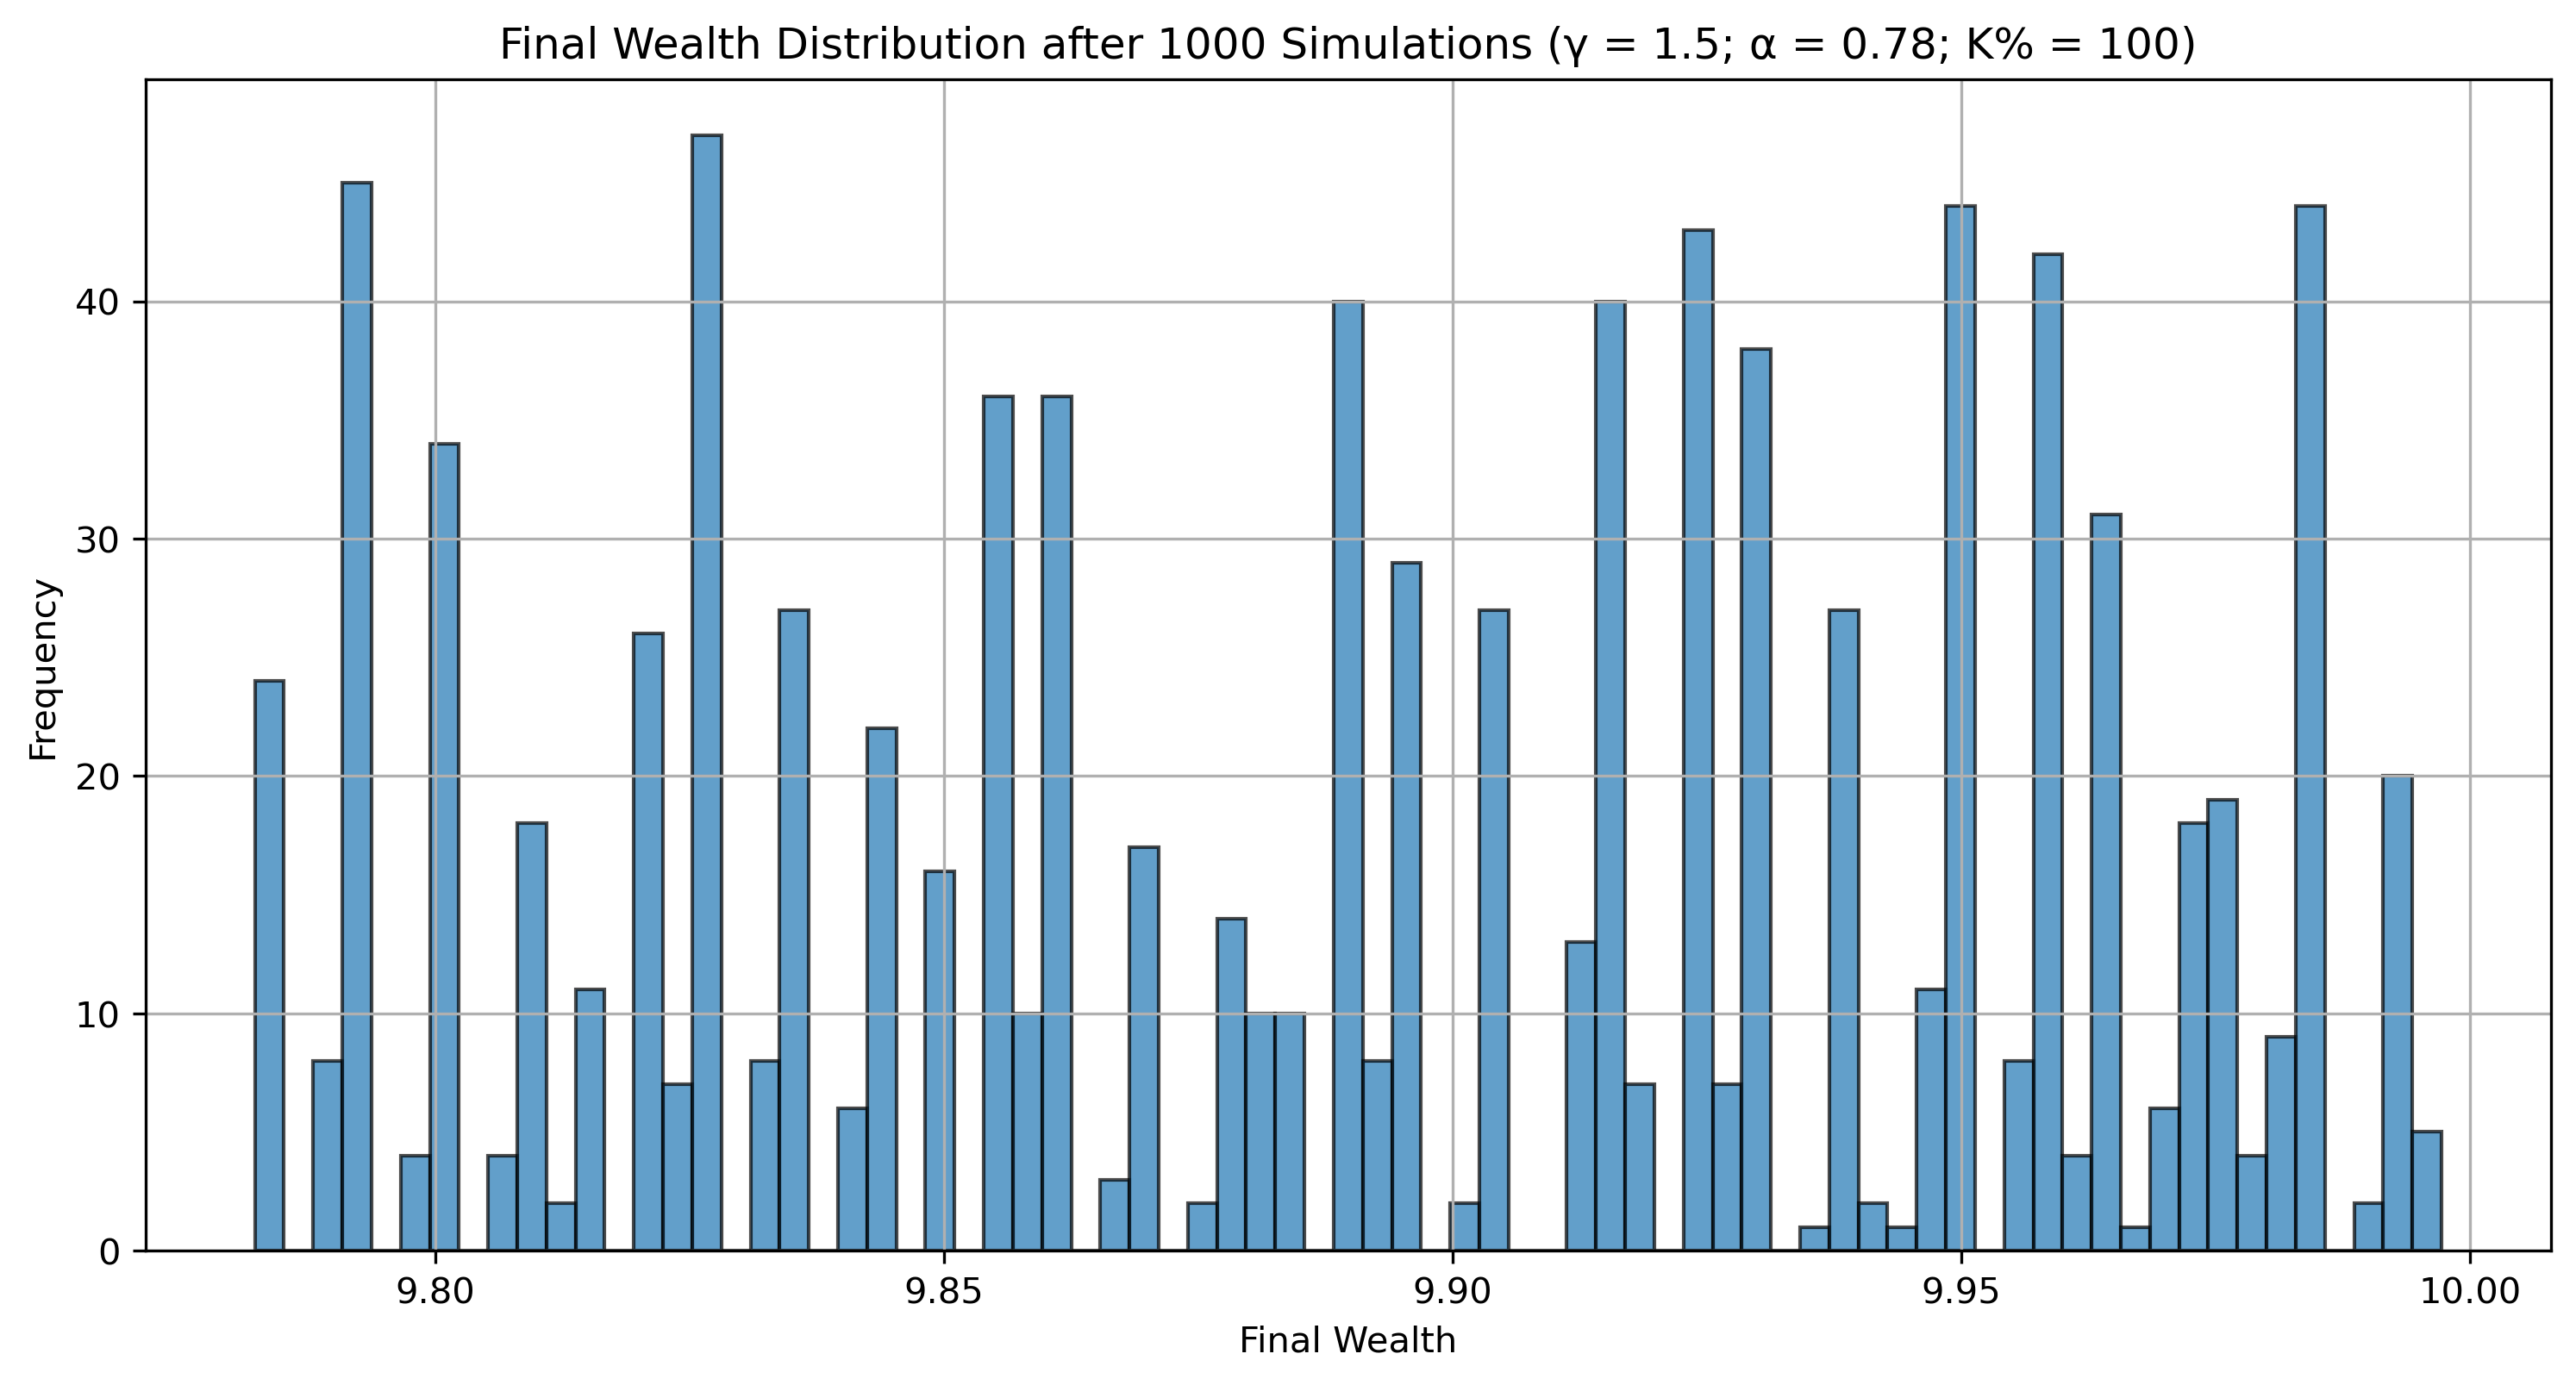 Final Wealth Distribution after 1000 Simulations (γ = 1.5; α = 0.78; K% = 100)
Frequency
40
30
20
10
0
9.80 9.85 9.90 9.95 10.00
Final Wealth